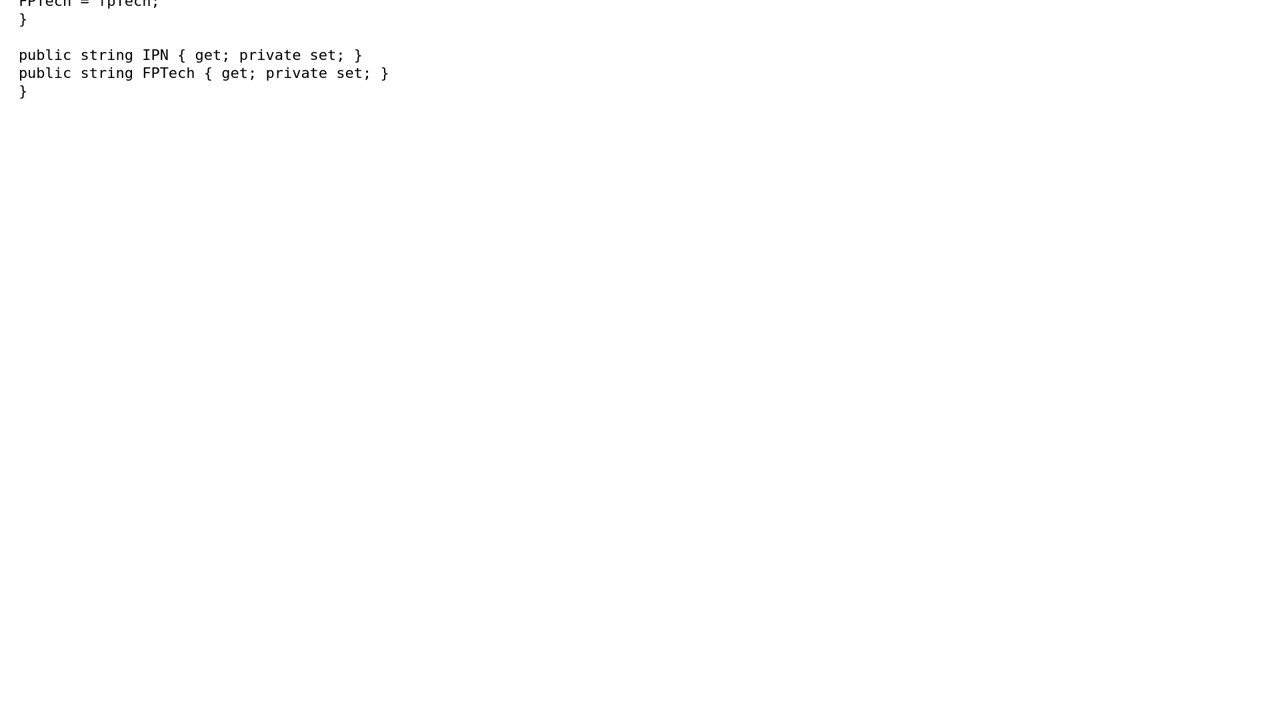 FPTech = fpTech;
}

public string IPN { get; private set; }
public string FPTech { get; private set; }
}